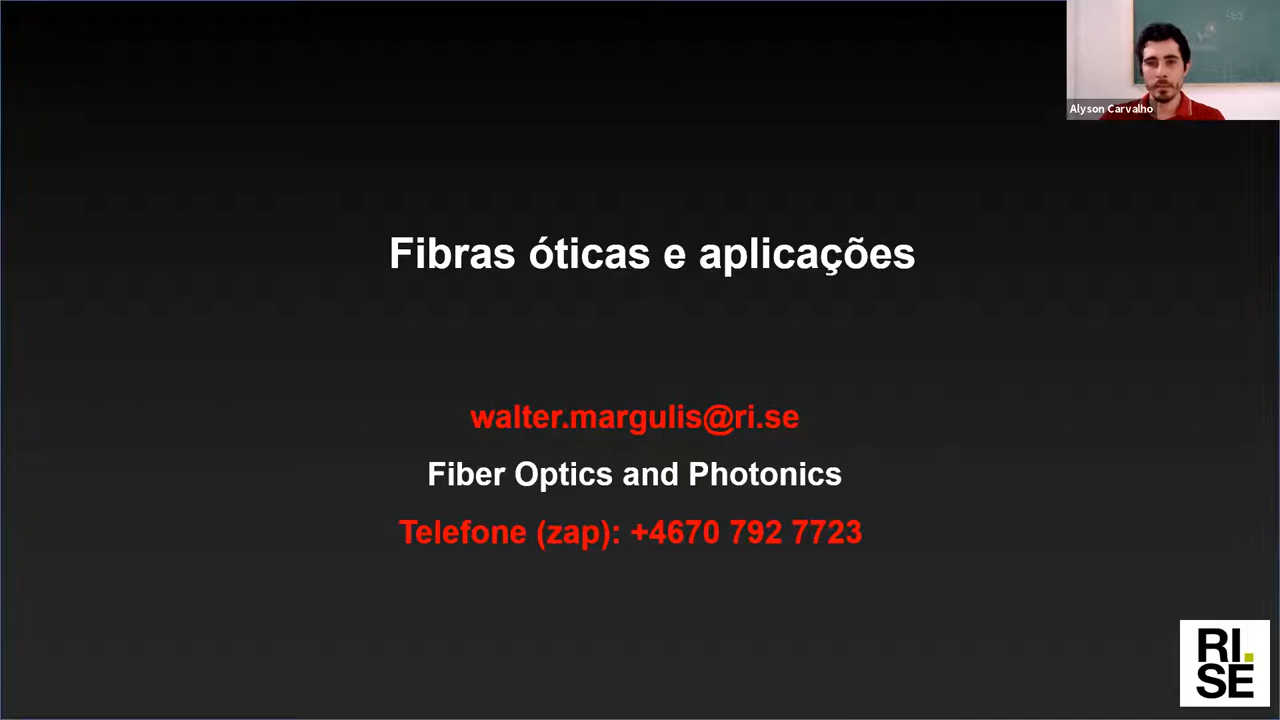 Alyson Carvalho
Fibras óticas e aplicações
walter.margulis@ri.se
Fiber Optics and Photonics
Telefone (zap): +4670 792 7723
RI.
SE